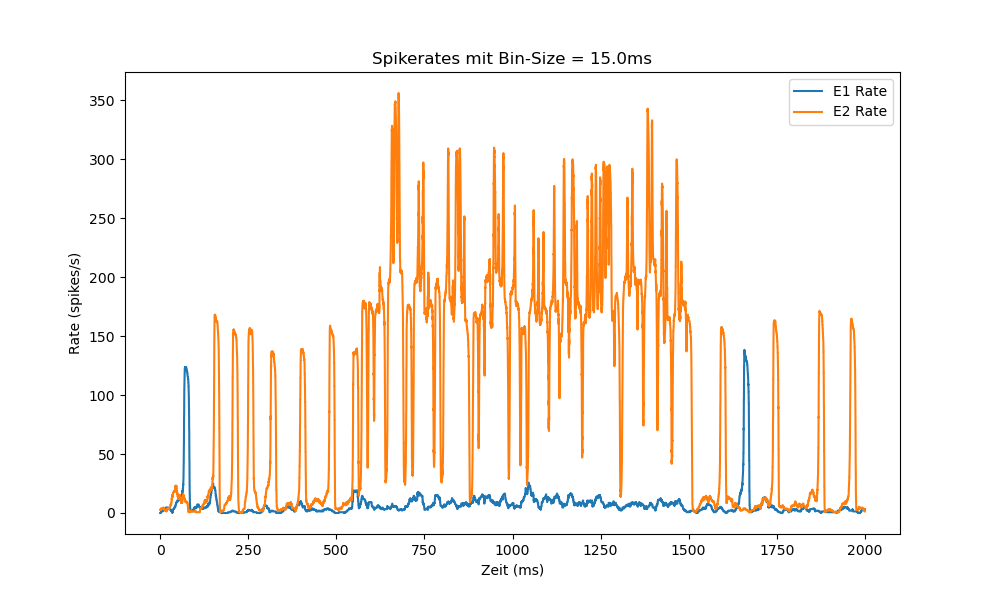 Spikerates mit Bin-Size = 15.0ms
E1 Rate
E2 Rate
Rate (spikes/s)
350
300
250
200
150
100
50
0
0 250 500 750 1000 1250 1500 1750 2000
Zeit (ms)